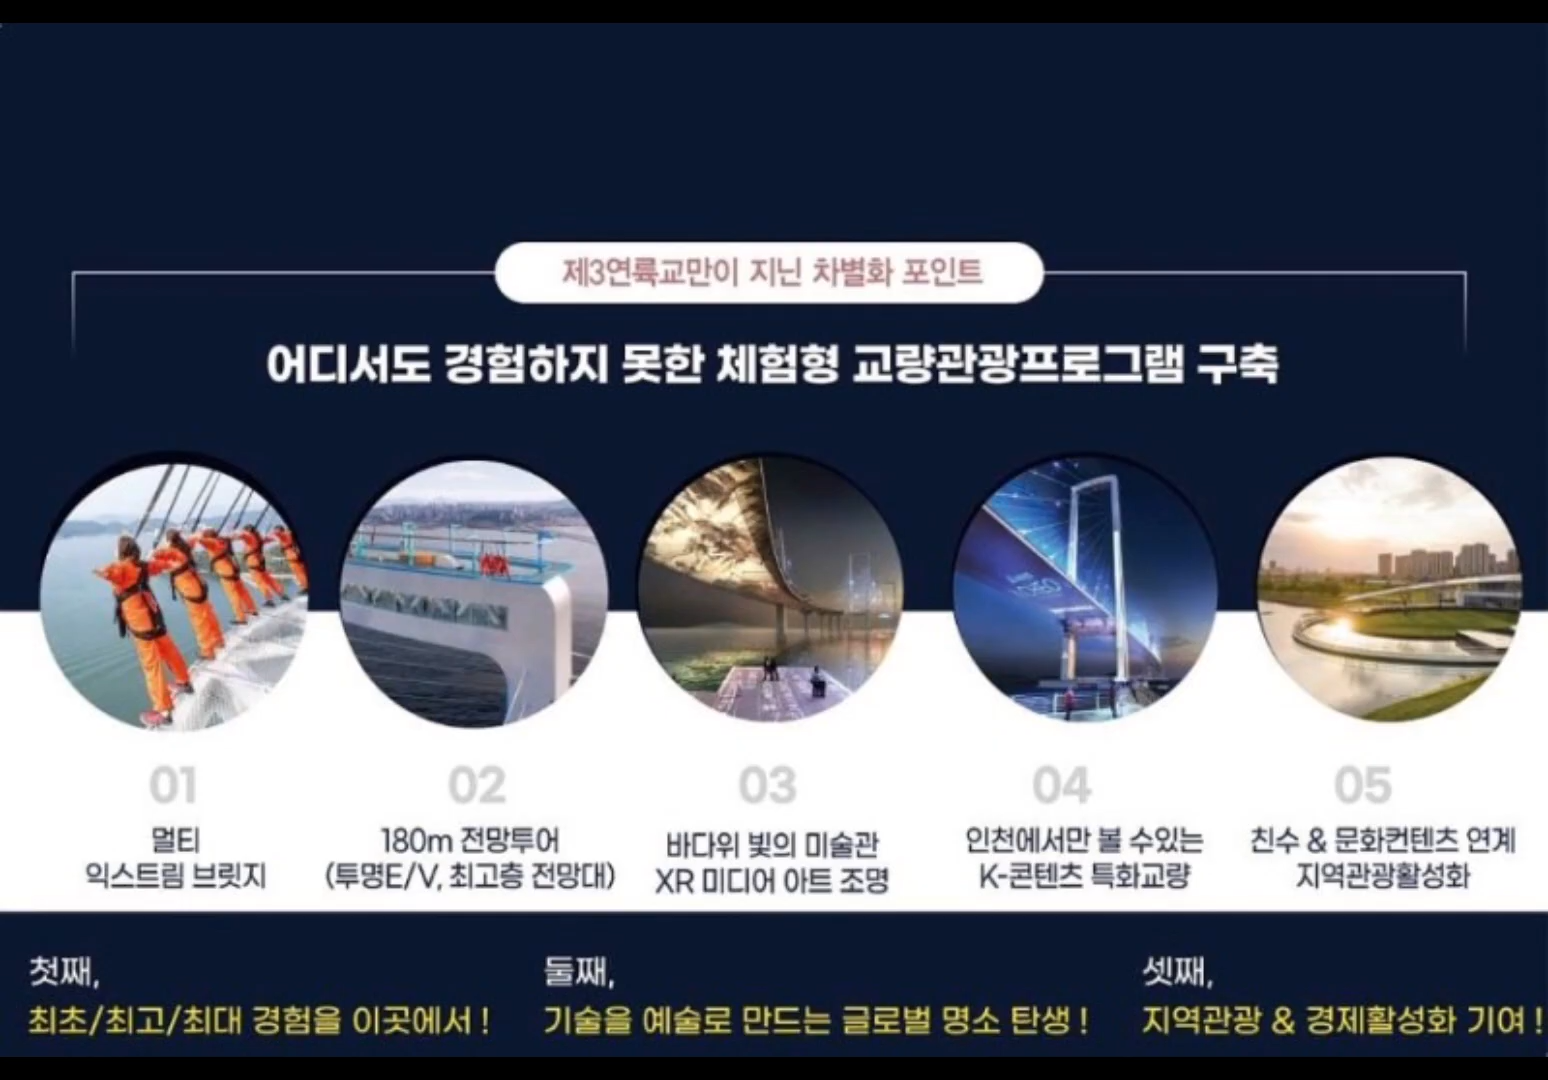 제3연륙교만이 지닌 차별화 포인트
어디서도 경험하지 못한 체험형 교량관광프로그램 구축
01
멀티
익스트림 브릿지
02
180m 전망투어
(투명E/V, 최고층 전망대)
03
바다위 빛의 미술관
XR 미디어 아트 조명
04
인천에서만 볼 수있는
K-콘텐츠 특화교량
05
친수 & 문화컨텐츠 연계
지역관광활성화
첫째,
최초/최고/최대 경험을 이곳에서 !
둘째,
기술을 예술로 만드는 글로벌 명소 탄생 !
셋째,
지역관광 & 경제활성화 기여 !